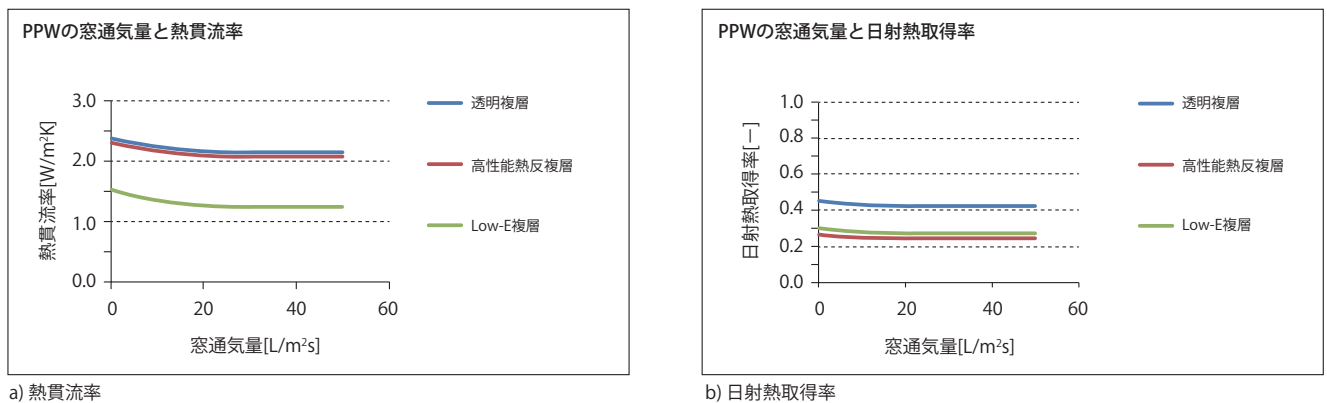 PPWの窓通気量と熱貫流率
3.0
2.0
1.0
0.0
熱貫流率[W/m²K]
0
20
40
60
窓通気量[L/m²s]
透明複層
高性能熱反複層
Low-E複層
a) 熱貫流率
PPWの窓通気量と日射熱取得率
1.0
0.8
0.6
0.4
0.2
0.0
日射熱取得率[－]
0
20
40
60
窓通気量[L/m²s]
透明複層
高性能熱反複層
Low-E複層
b) 日射熱取得率